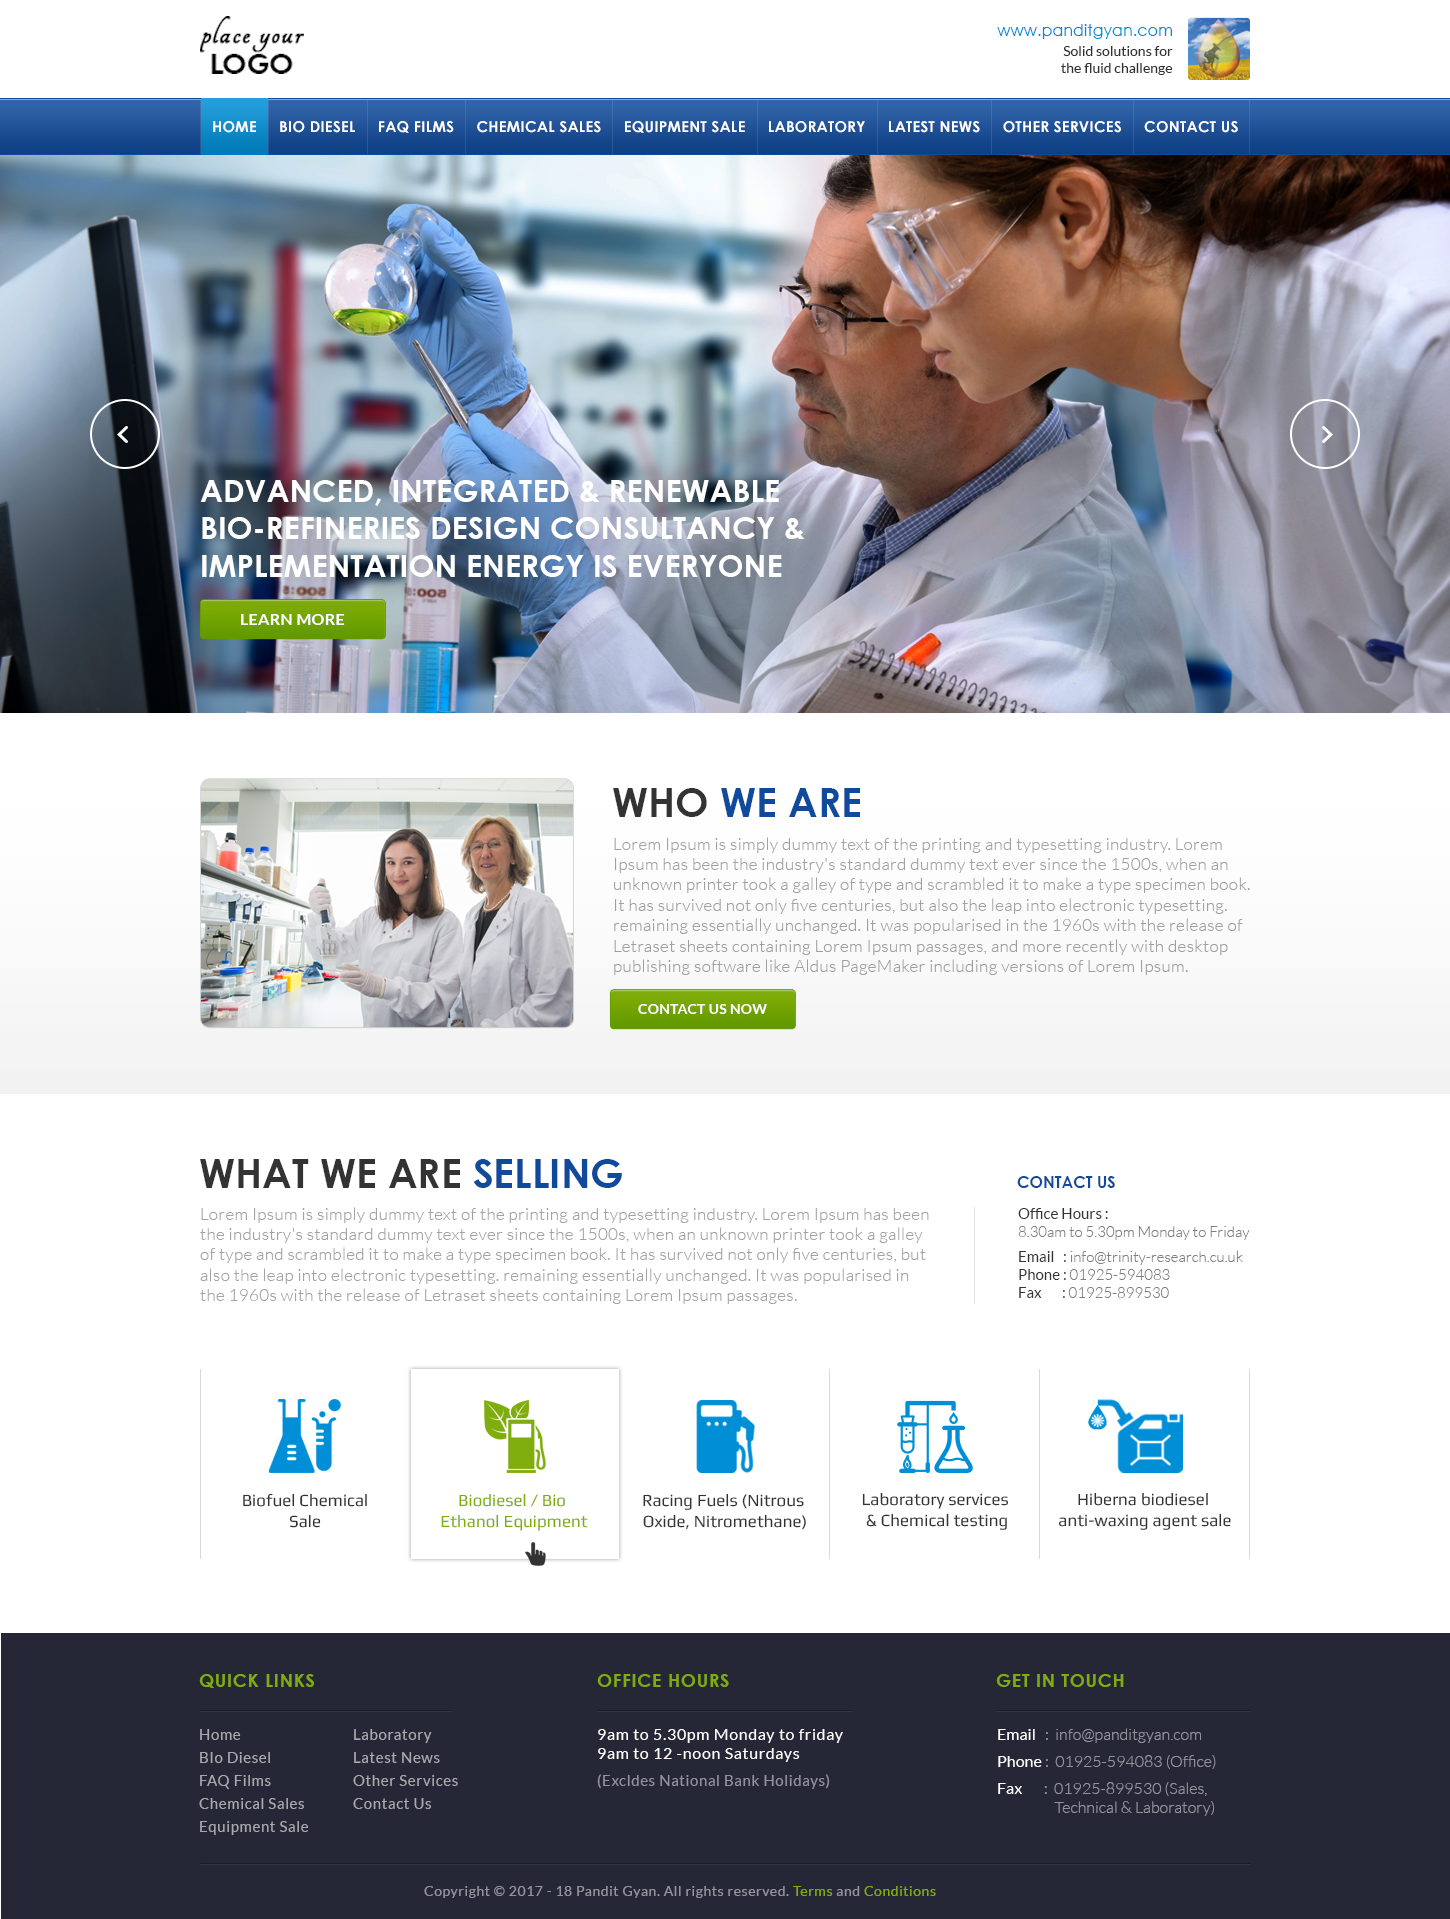 place your
LOGO
www.panditgyan.com
Solid solutions for
the fluid challenge
HOME BIO DIESEL FAQ FILMS CHEMICAL SALES EQUIPMENT SALE LABORATORY LATEST NEWS OTHER SERVICES CONTACT US
ADVANCED, INTEGRATED & RENEWABLE
BIO-REFINERIES DESIGN CONSULTANCY &
IMPLEMENTATION ENERGY IS EVERYONE
LEARN MORE
WHO WE ARE
Lorem Ipsum is simply dummy text of the printing and typesetting industry. Lorem
Ipsum has been the industry's standard dummy text ever since the 1500s, when an
unknown printer took a galley of type and scrambled it to make a type specimen book.
It has survived not only five centuries, but also the leap into electronic typesetting.
remaining essentially unchanged. It was popularised in the 1960s with the release of
Letraset sheets containing Lorem Ipsum passages, and more recently with desktop
publishing software like Aldus PageMaker including versions of Lorem Ipsum.
CONTACT US NOW
WHAT WE ARE SELLING
Lorem Ipsum is simply dummy text of the printing and typesetting industry. Lorem Ipsum has been
the industry's standard dummy text ever since the 1500s, when an unknown printer took a galley
of type and scrambled it to make a type specimen book. It has survived not only five centuries, but
also the leap into electronic typesetting. remaining essentially unchanged. It was popularised in
the 1960s with the release of Letraset sheets containing Lorem Ipsum passages.
CONTACT US
Office Hours :
8.30am to 5.30pm Monday to Friday
Email : info@trinity-research.cu.uk
Phone : 01925-594083
Fax : 01925-899530
Biofuel Chemical
Sale
Biodiesel / Bio
Ethanol Equipment
Racing Fuels (Nitrous
Oxide, Nitromethane)
Laboratory services
& Chemical testing
Hiberna biodiesel
anti-waxing agent sale
QUICK LINKS
Home
BIo Diesel
FAQ Films
Chemical Sales
Equipment Sale
Laboratory
Latest News
Other Services
Contact Us
OFFICE HOURS
9am to 5.30pm Monday to friday
9am to 12 -noon Saturdays
(Excldes National Bank Holidays)
GET IN TOUCH
Email : info@panditgyan.com
Phone : 01925-594083 (Office)
Fax : 01925-899530 (Sales,
Technical & Laboratory)
Copyright © 2017 - 18 Pandit Gyan. All rights reserved. Terms and Conditions